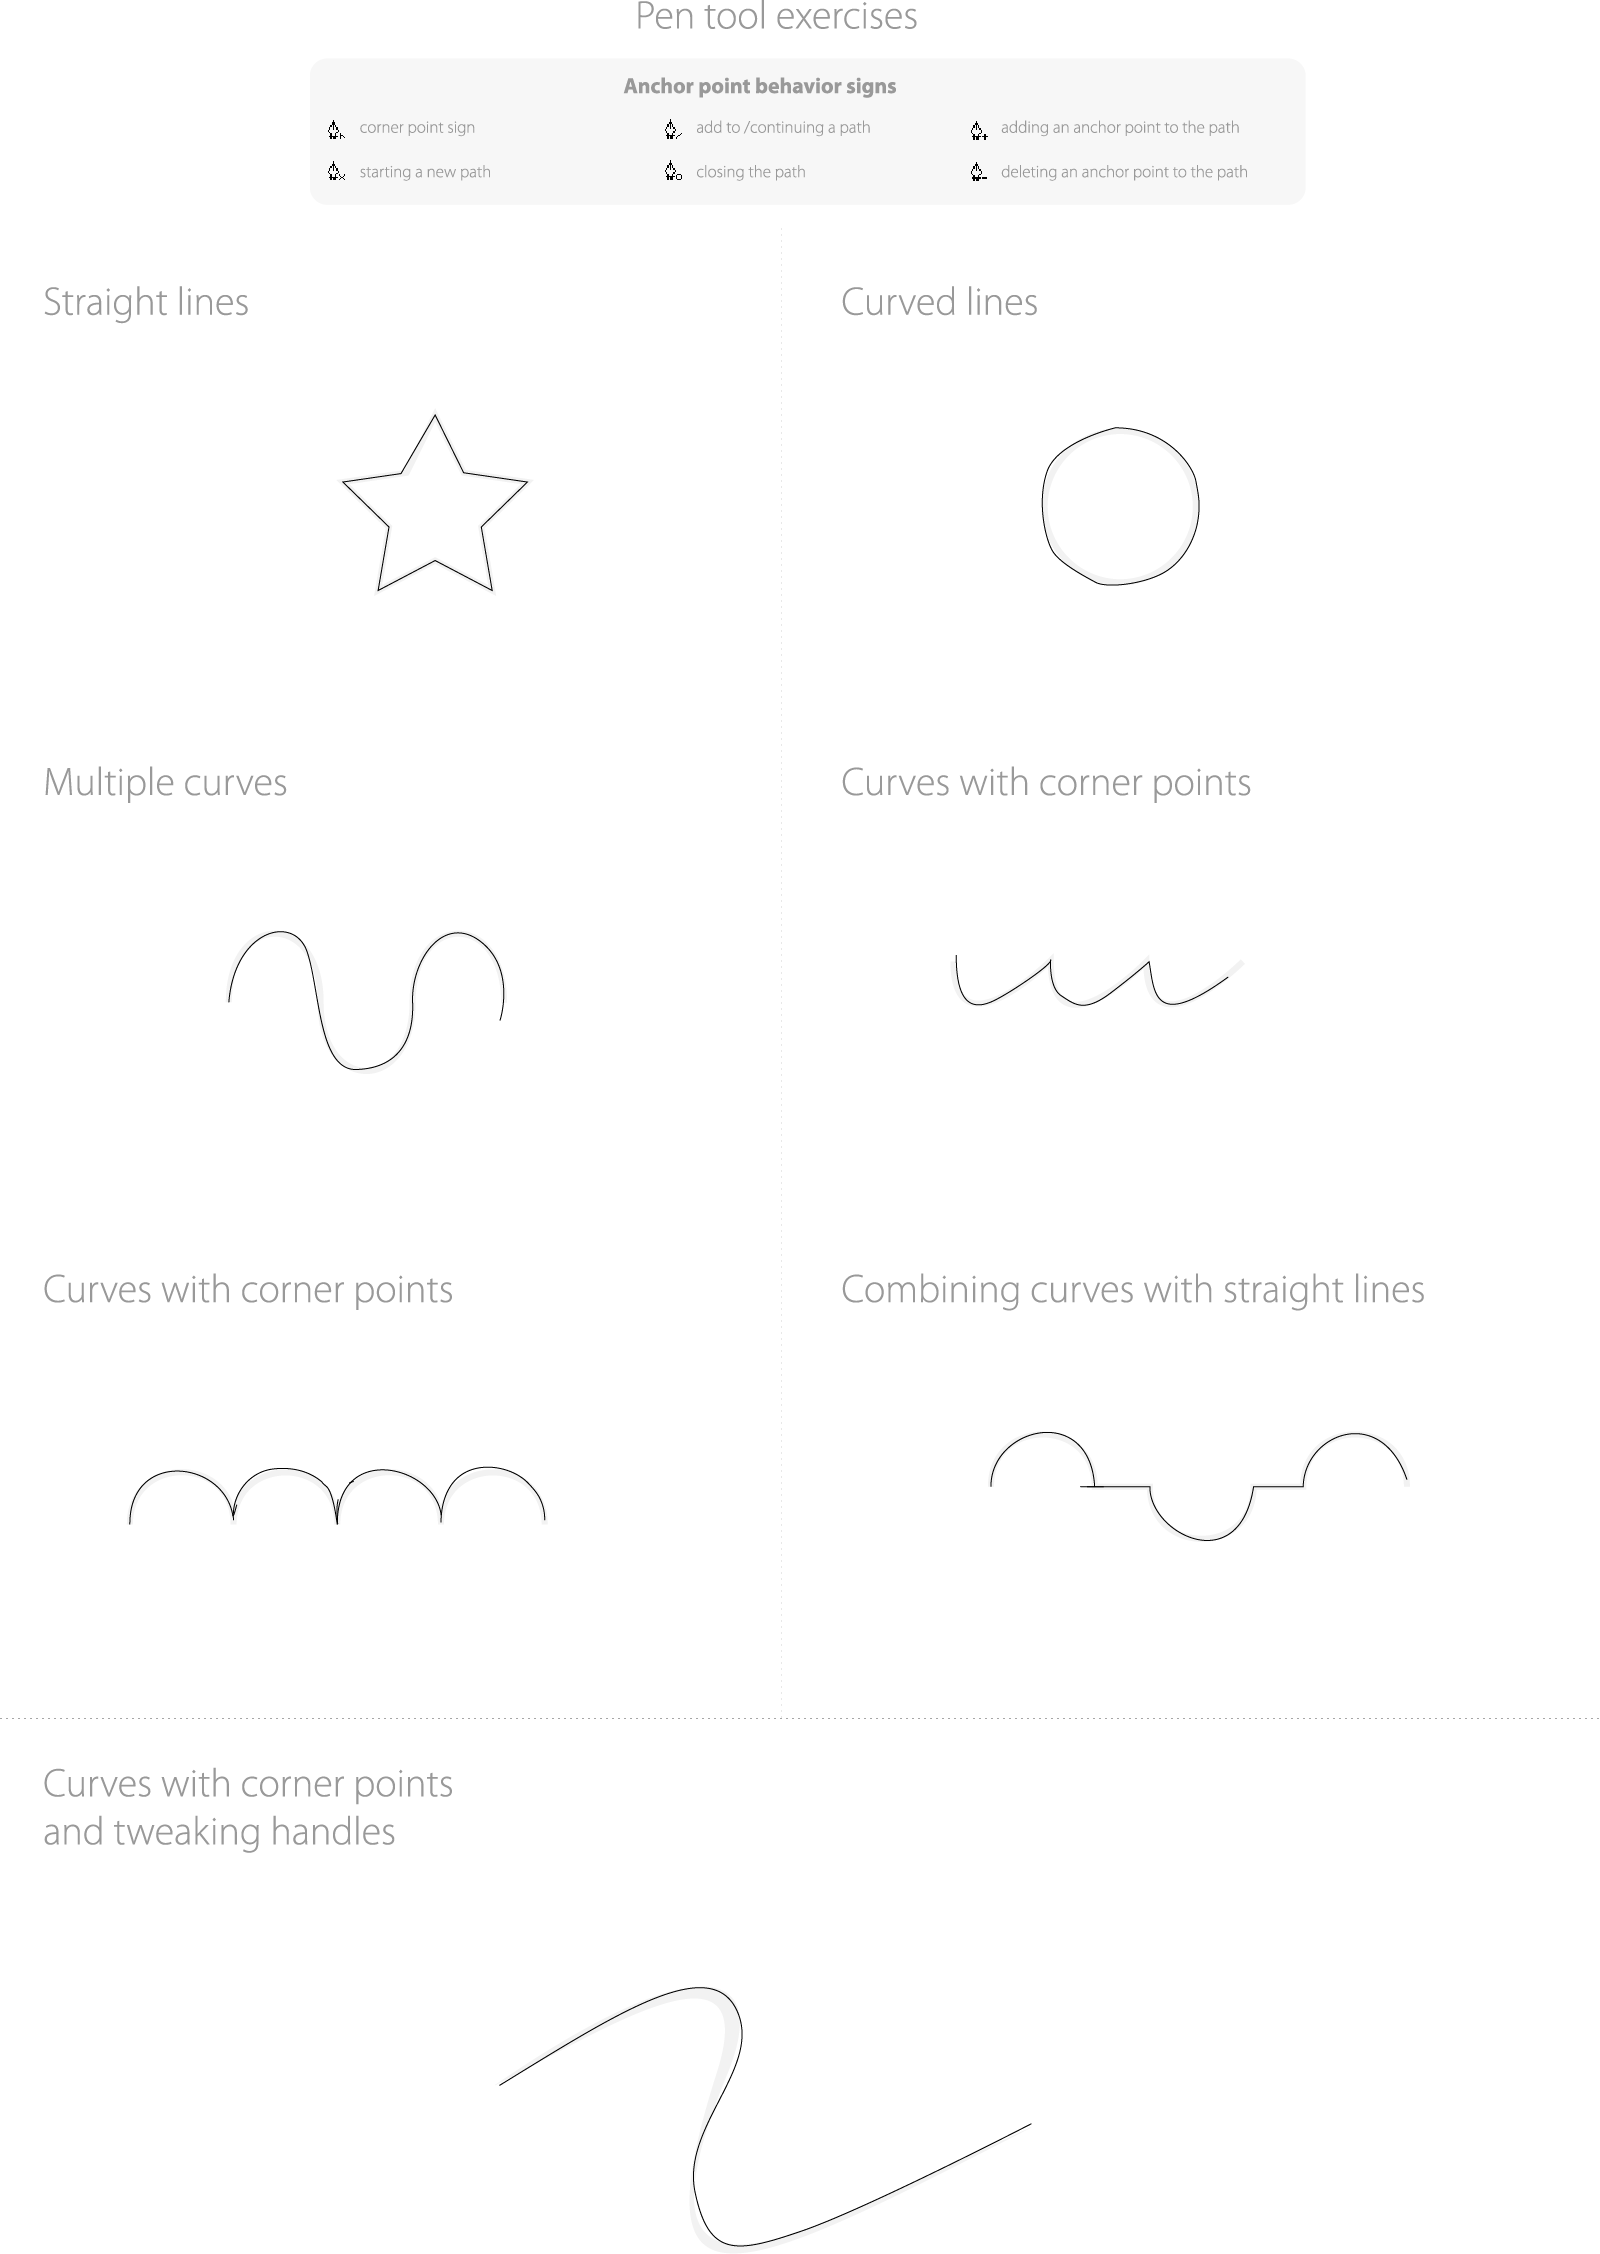 Pen tool exercises
Anchor point behavior signs
corner point sign
add to /continuing a path
adding an anchor point to the path
starting a new path
closing the path
deleting an anchor point to the path
Straight lines
Curved lines
Multiple curves
Curves with corner points
Curves with corner points
Combining curves with straight lines
Curves with corner points
and tweaking handles